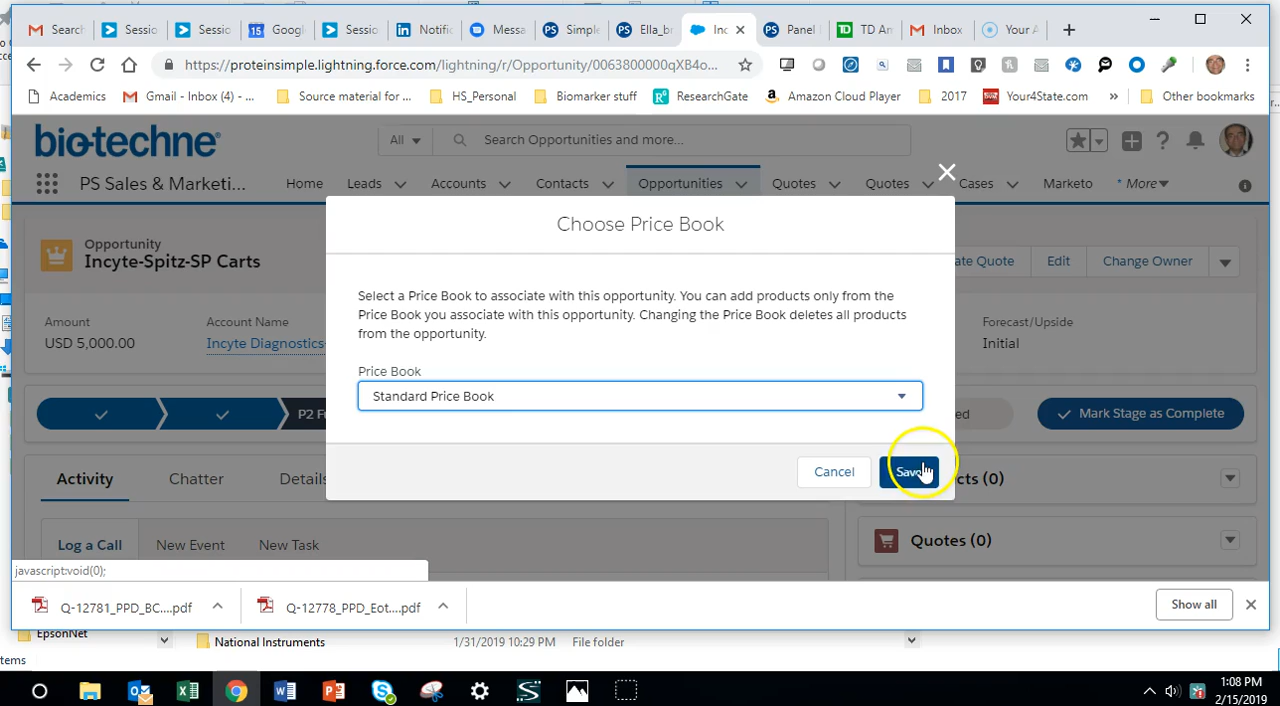 Search
Sessio
Sessio
Googl
Sessio
Notific
Messa
Simple
Ella_br
Inc
Panel
TD Am
Inbox
Your A
https://proteinsimple.lightning.force.com/lightning/r/Opportunity/0063800000qXB4o...
Academics
Gmail - Inbox (4) - ...
Source material for ...
HS_Personal
Biomarker stuff
ResearchGate
Amazon Cloud Player
2017
Your4State.com
»
Other bookmarks
bio-techne
All
Search Opportunities and more...
PS Sales & Marketi...
Home
Leads
Accounts
Contacts
Opportunities
Quotes
Quotes
Cases
Marketo
* More
Opportunity
Incyte-Spitz-SP Carts
ate Quote
Edit
Change Owner
Amount
USD 5,000.00
Account Name
Incyte Diagnostics-
Forecast/Upside
Initial
Choose Price Book
Select a Price Book to associate with this opportunity. You can add products only from the
Price Book you associate with this opportunity. Changing the Price Book deletes all products
from the opportunity.
Price Book
Standard Price Book
Cancel
Save
P2 Fu
ed
Mark Stage as Complete
Activity
Chatter
Details
cts (0)
Log a Call
New Event
New Task
Quotes (0)
javascript:void(0);
Q-12781_PPD_BC....pdf
Q-12778_PPD_Eot....pdf
Show all
EpsonNet
National Instruments
1/31/2019 10:29 PM
File folder
tems
1:08 PM
2/15/2019